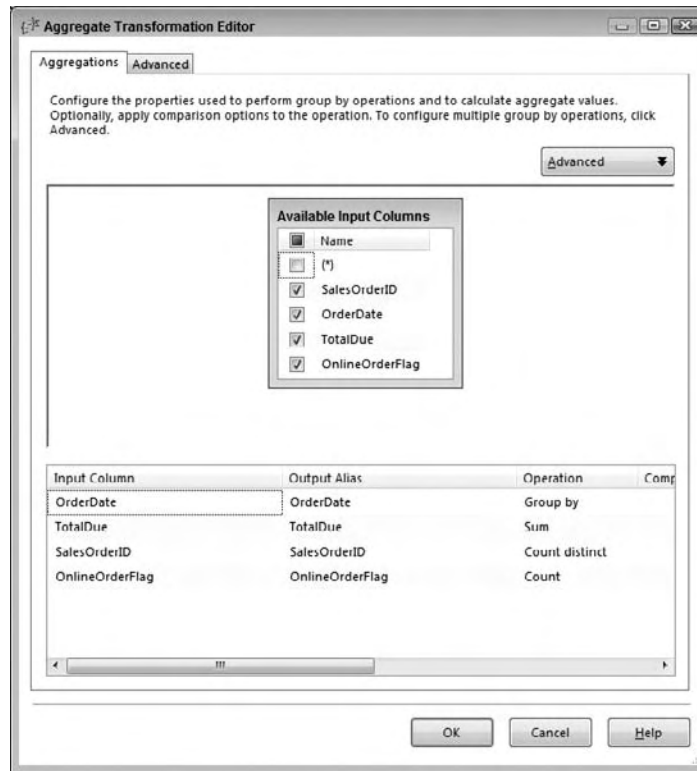 Aggregate Transformation Editor
Aggregations Advanced
Configure the properties used to perform group by operations and to calculate aggregate values.
Optionally, apply comparison options to the operation. To configure multiple group by operations, click
Advanced.
Advanced
Available Input Columns
Name
(*)
SalesOrderID
OrderDate
TotalDue
OnlineOrderFlag
Input Column Output Alias Operation Comp
OrderDate OrderDate Group by
TotalDue TotalDue Sum
SalesOrderID SalesOrderID Count distinct
OnlineOrderFlag OnlineOrderFlag Count
OK Cancel Help